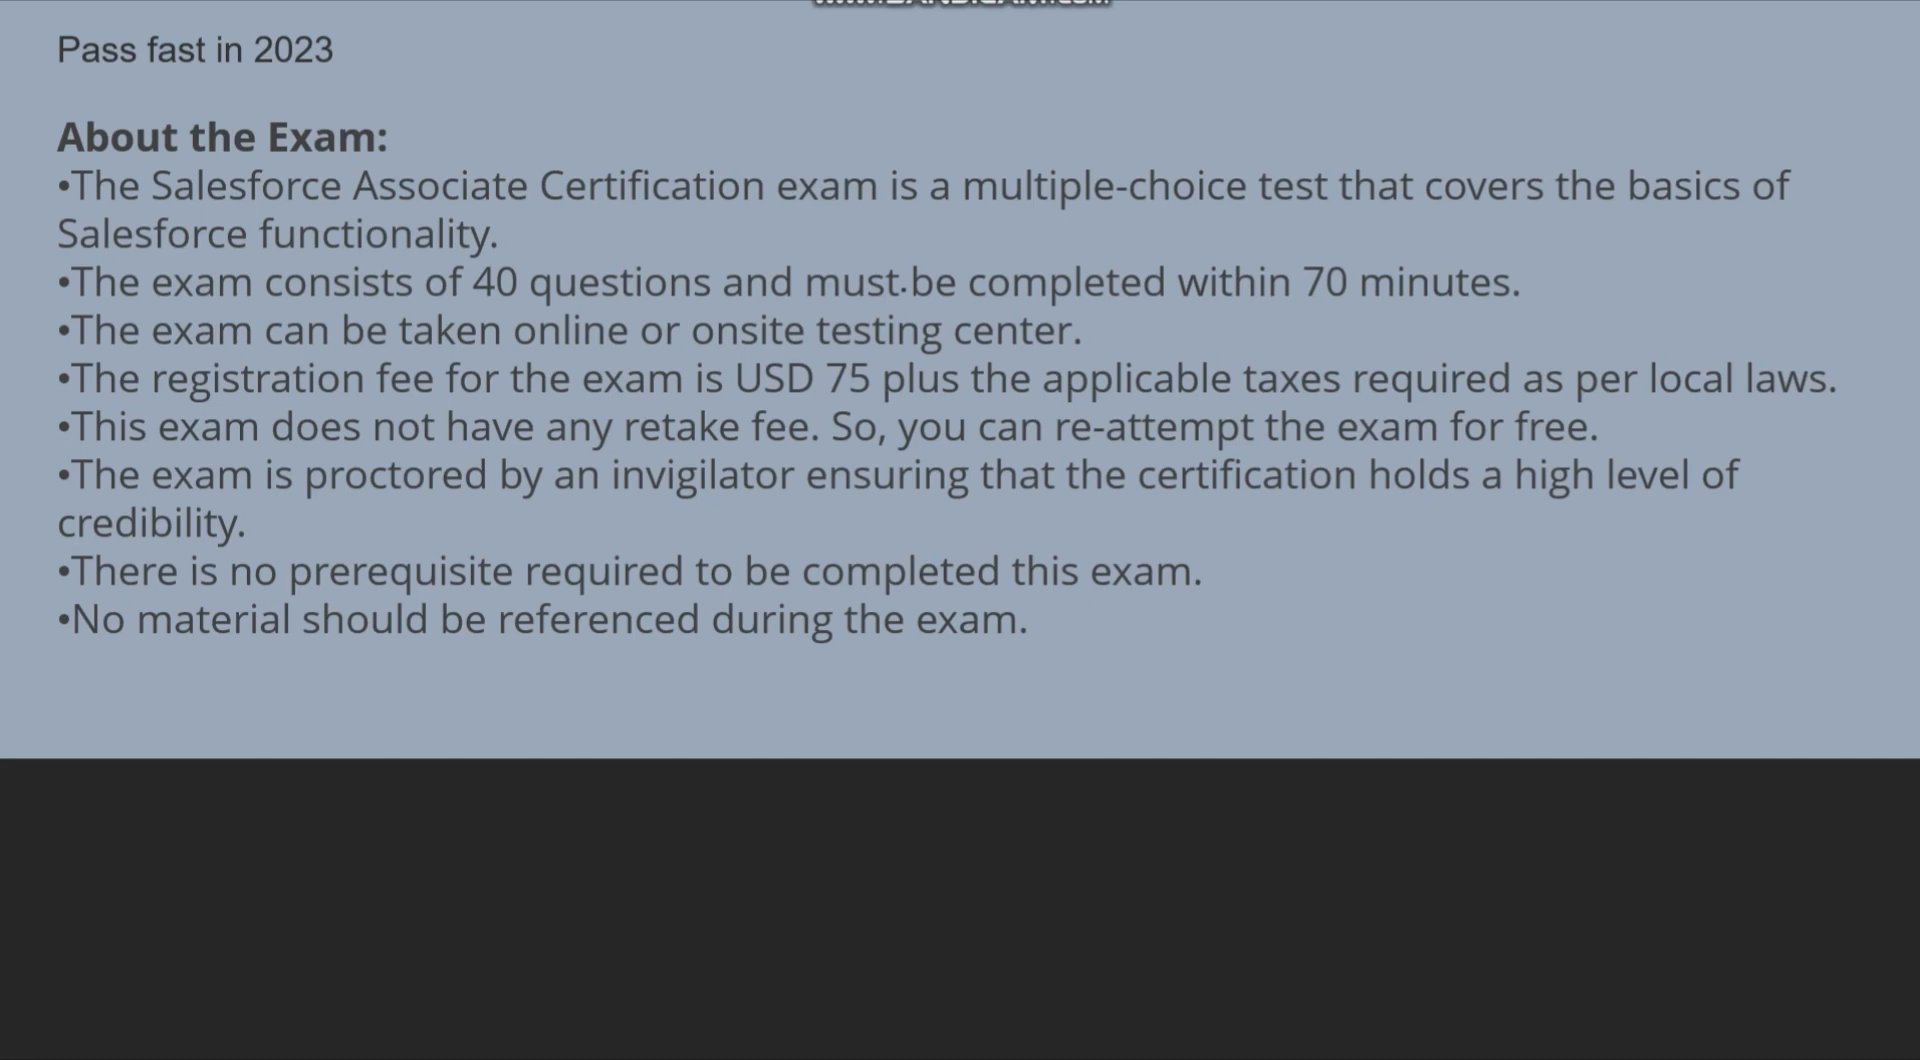 Pass fast in 2023
About the Exam:
•The Salesforce Associate Certification exam is a multiple-choice test that covers the basics of
Salesforce functionality.
•The exam consists of 40 questions and must be completed within 70 minutes.
•The exam can be taken online or onsite testing center.
•The registration fee for the exam is USD 75 plus the applicable taxes required as per local laws.
•This exam does not have any retake fee. So, you can re-attempt the exam for free.
•The exam is proctored by an invigilator ensuring that the certification holds a high level of
credibility.
•There is no prerequisite required to be completed this exam.
•No material should be referenced during the exam.